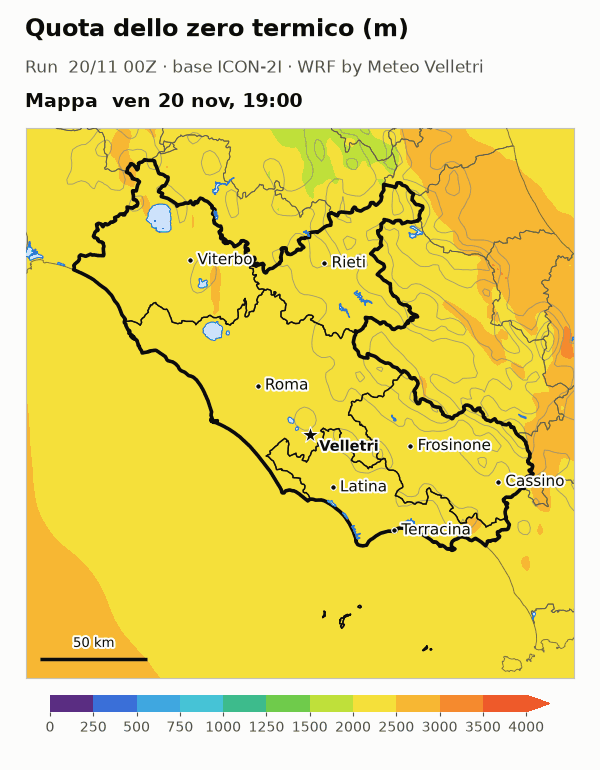 Quota dello zero termico (m)
Run  20/11 00Z · base ICON-2I · WRF by Meteo Velletri
Mappa  ven 20 nov, 19:00
Viterbo
Rieti
Roma
Velletri
Frosinone
Cassino
Latina
Terracina
50 km
0 250 500 750 1000 1250 1500 2000 2500 3000 3500 4000